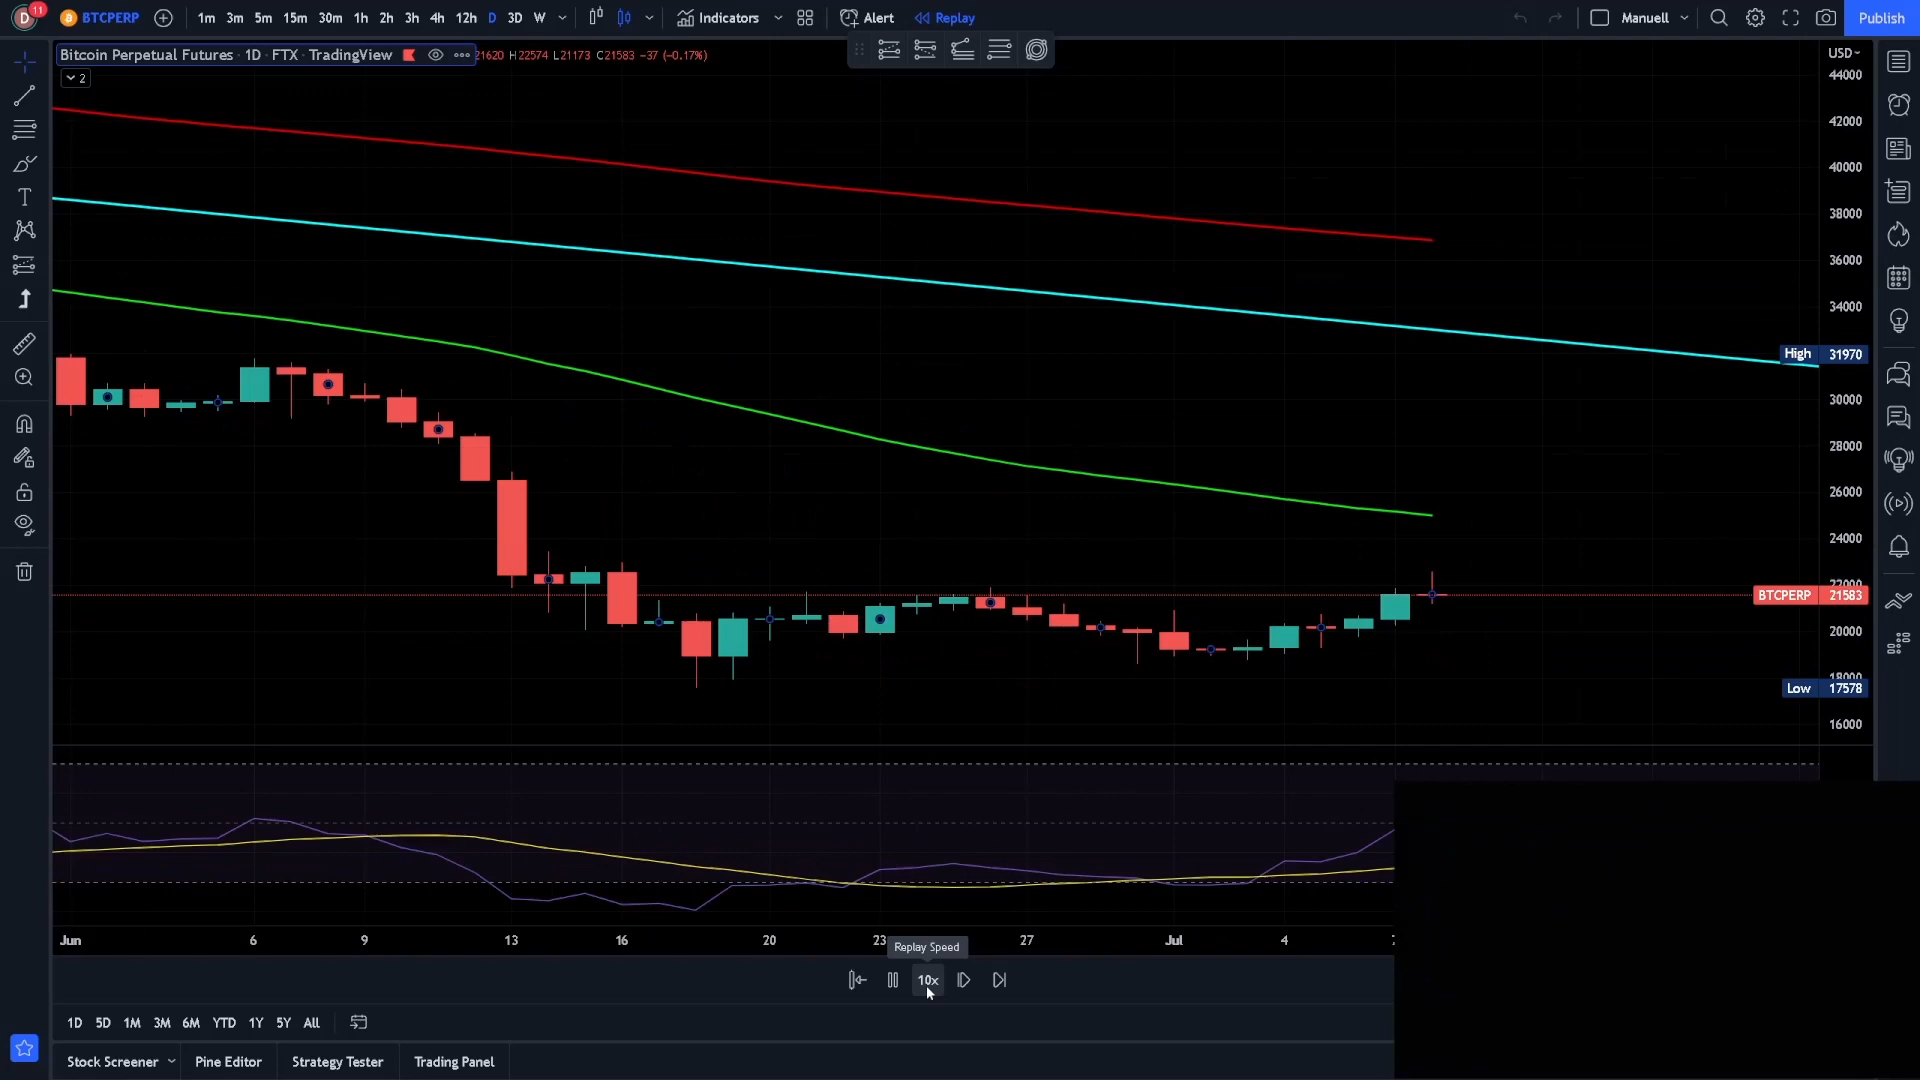 D 11 BTCPERP 1m 3m 5m 15m 30m 1h 2h 3h 4h 12h D 3D W Indicators Alert Replay Manuell Publish
Bitcoin Perpetual Futures · 1D · FTX · TradingView 21620 H22574 L21173 C21583 −37 (−0.17%)
2
USD
44000
42000
40000
38000
36000
34000
High 31970
30000
28000
26000
24000
22000
BTCPERP 21583
20000
18000
Low 17578
16000
Jun 6 9 13 16 20 23 27 Jul 4
Replay Speed
10x
1D 5D 1M 3M 6M YTD 1Y 5Y All
Stock Screener Pine Editor Strategy Tester Trading Panel